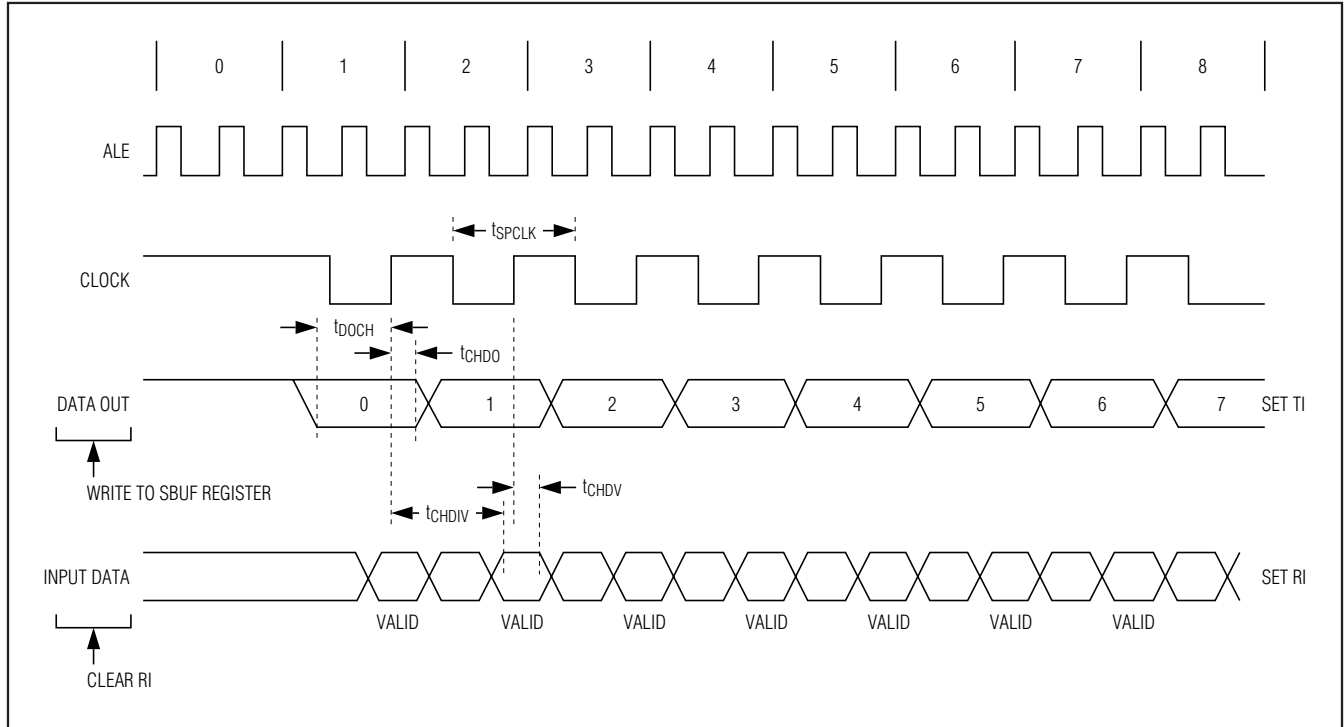 0 1 2 3 4 5 6 7 8
ALE
tSPCLK
CLOCK
tDOCH
tCHDO
DATA OUT 0 1 2 3 4 5 6 7 SET TI
WRITE TO SBUF REGISTER
tCHDV
tCHDIV
INPUT DATA SET RI
VALID VALID VALID VALID VALID VALID VALID
CLEAR RI